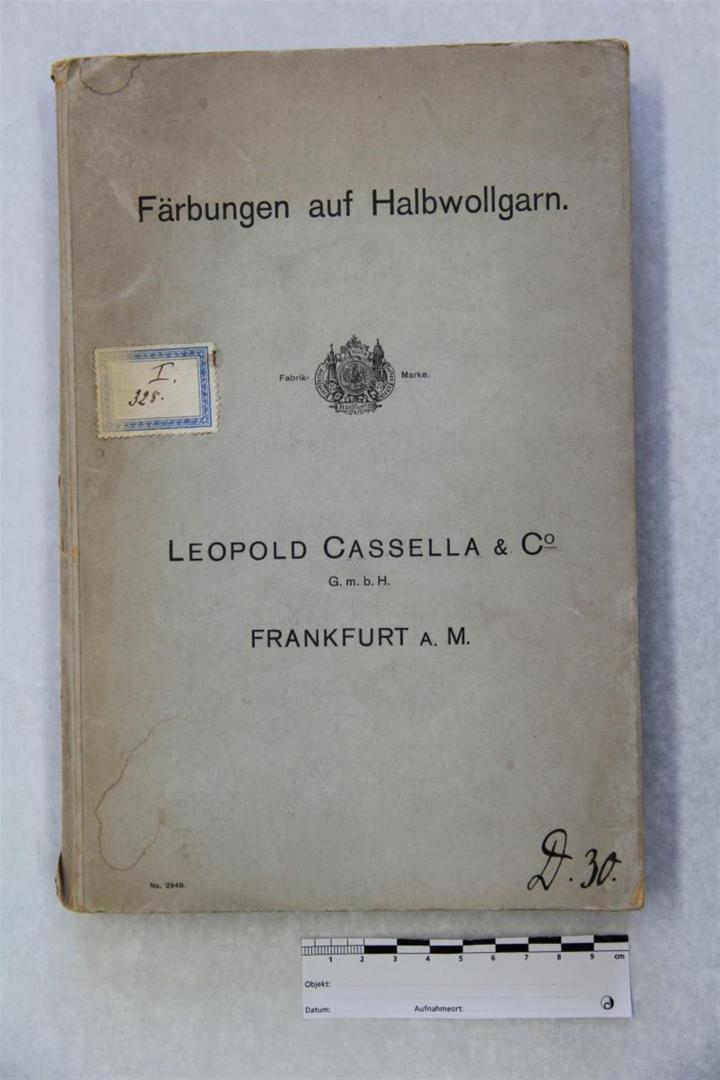 Färbungen auf Halbwollgarn.
I.
328.
Fabrik- Marke.
Frankfurt
LEOPOLD CASSELLA & Cº
G. m. b. H.
FRANKFURT A. M.
D. 30.
No. 2949.
1 2 3 4 5 6 7 8 9 cm
Objekt:
Datum: Aufnahmeort: